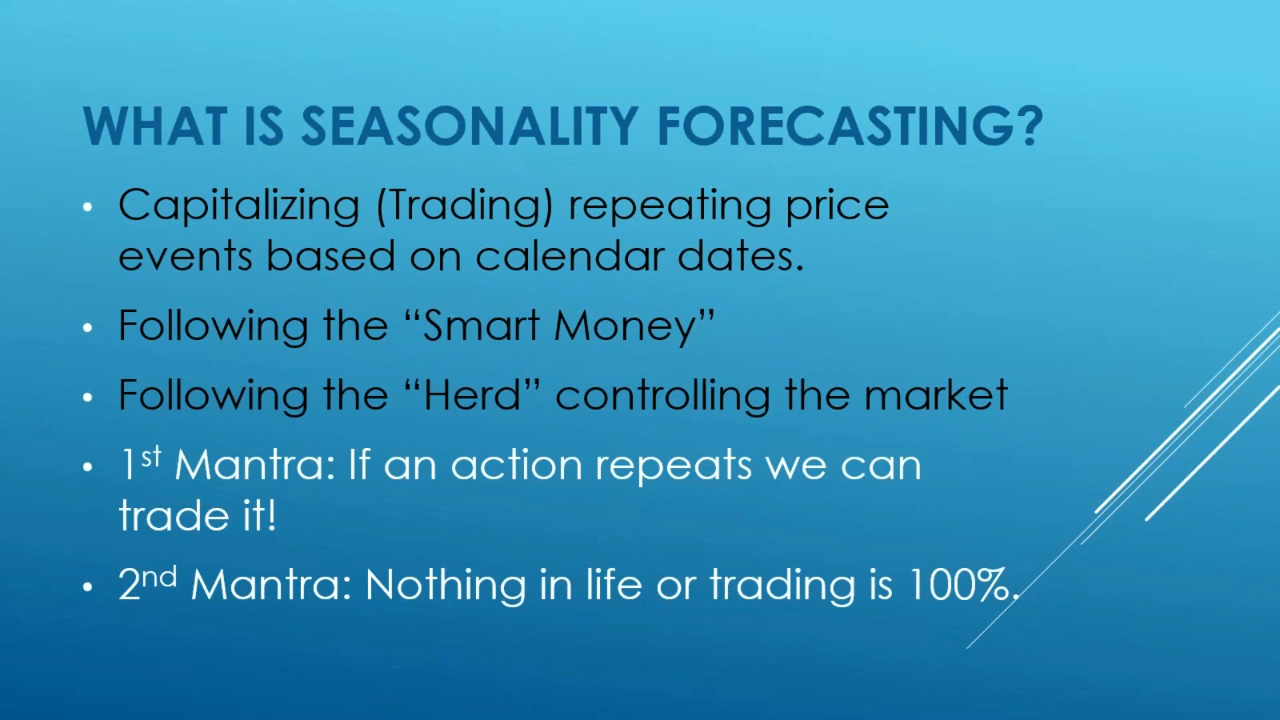 WHAT IS SEASONALITY FORECASTING?
• Capitalizing (Trading) repeating price
events based on calendar dates.
• Following the “Smart Money”
• Following the “Herd” controlling the market
• 1st Mantra: If an action repeats we can
trade it!
• 2nd Mantra: Nothing in life or trading is 100%.